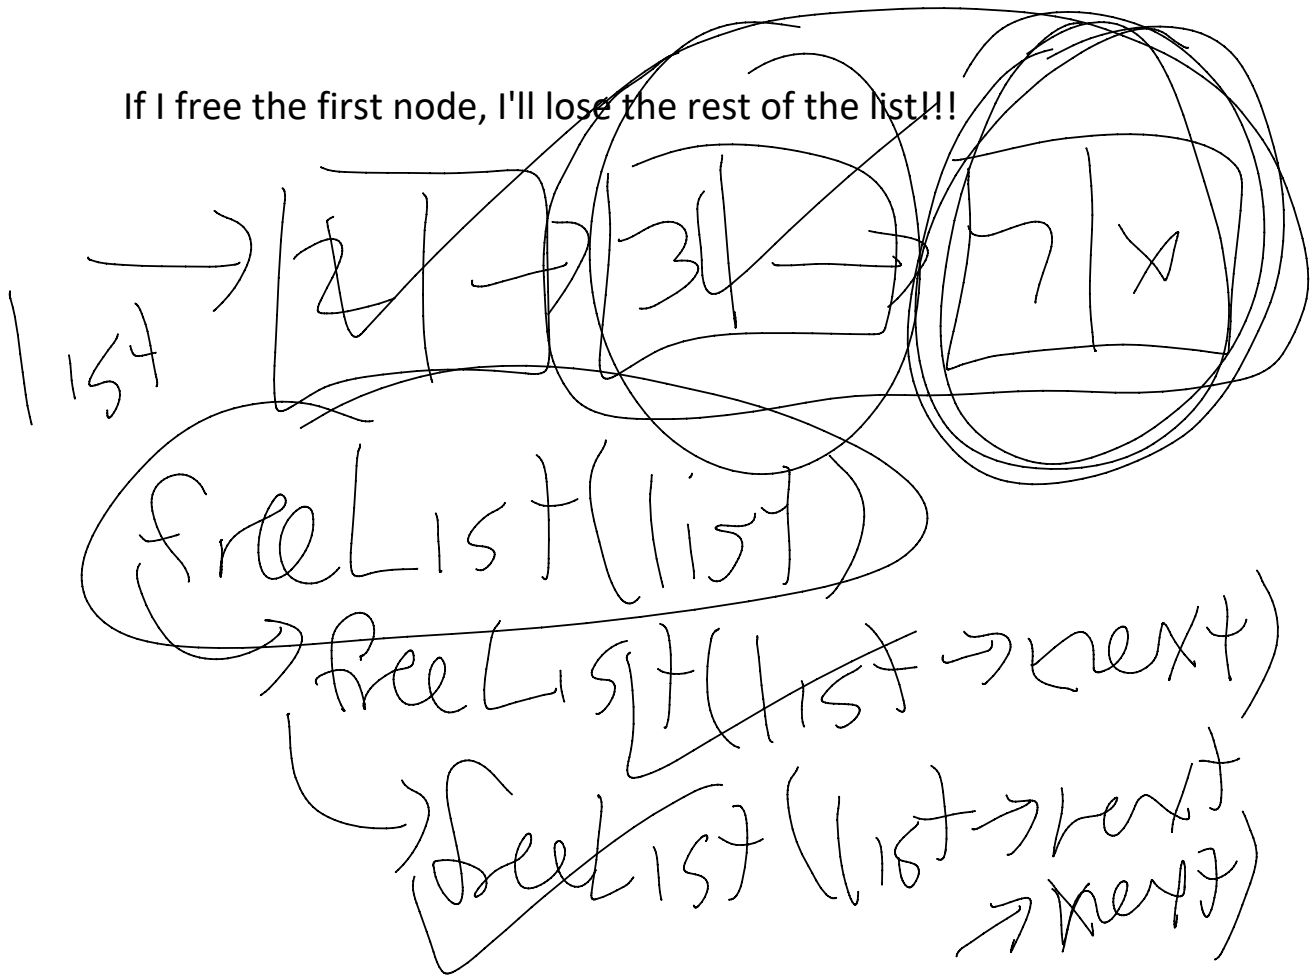 If I free the first node, I'll lose the rest of the list!!!
list → 2 → 3 → 7 x
freeList(list)
freeList(list → next)
freeList(list → next
→ next)